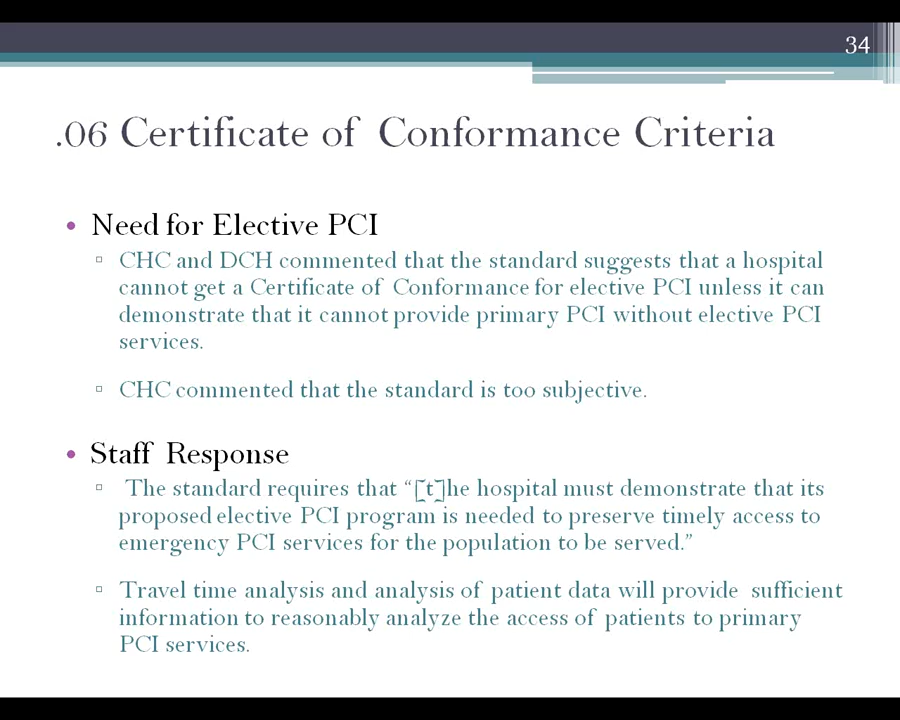 34
.06 Certificate of Conformance Criteria
• Need for Elective PCI
▫ CHC and DCH commented that the standard suggests that a hospital
cannot get a Certificate of Conformance for elective PCI unless it can
demonstrate that it cannot provide primary PCI without elective PCI
services.
▫ CHC commented that the standard is too subjective.
• Staff Response
▫ The standard requires that “[t]he hospital must demonstrate that its
proposed elective PCI program is needed to preserve timely access to
emergency PCI services for the population to be served.”
▫ Travel time analysis and analysis of patient data will provide sufficient
information to reasonably analyze the access of patients to primary
PCI services.